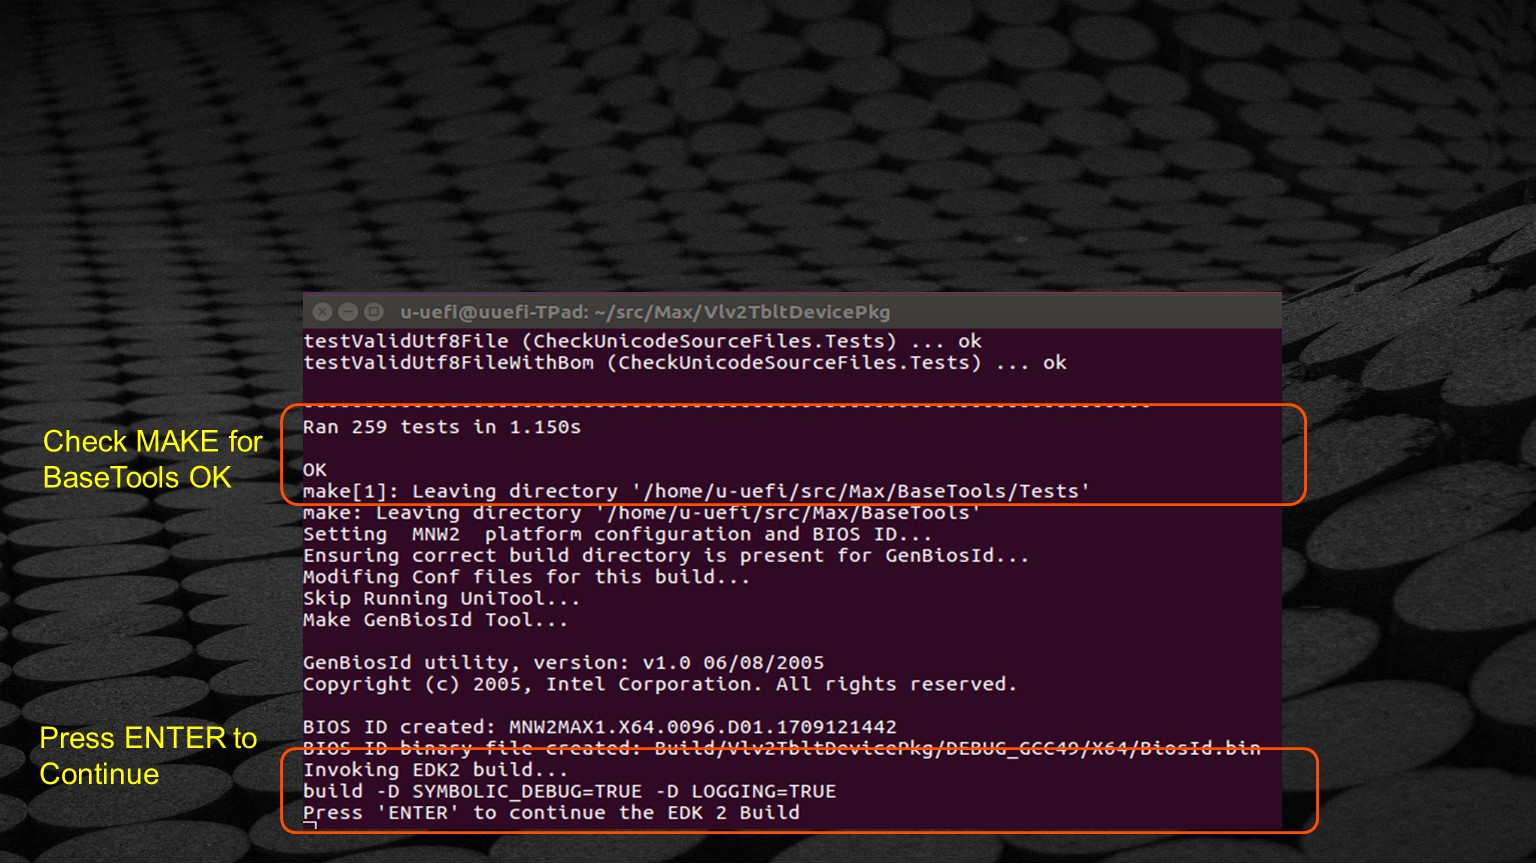 u-uefi@uuefi-TPad: ~/src/Max/Vlv2TbltDevicePkg
testValidUtf8File (CheckUnicodeSourceFiles.Tests) ... ok
testValidUtf8FileWithBom (CheckUnicodeSourceFiles.Tests) ... ok
----------------------------------------------------------------------
Check MAKE for
BaseTools OK
Ran 259 tests in 1.150s
OK
make[1]: Leaving directory '/home/u-uefi/src/Max/BaseTools/Tests'
make: Leaving directory '/home/u-uefi/src/Max/BaseTools'
Setting  MNW2  platform configuration and BIOS ID...
Ensuring correct build directory is present for GenBiosId...
Modifing Conf files for this build...
Skip Running UniTool...
Make GenBiosId Tool...
GenBiosId utility, version: v1.0 06/08/2005
Copyright (c) 2005, Intel Corporation. All rights reserved.
BIOS ID created: MNW2MAX1.X64.0096.D01.1709121442
BIOS ID binary file created: Build/Vlv2TbltDevicePkg/DEBUG_GCC49/X64/BiosId.bin
Press ENTER to
Continue
Invoking EDK2 build...
build -D SYMBOLIC_DEBUG=TRUE -D LOGGING=TRUE
Press 'ENTER' to continue the EDK 2 Build